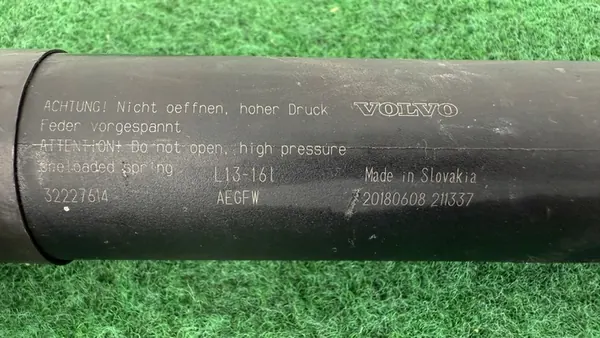 ACHTUNG! Nicht oeffnen, hoher Druck
Feder vorgespannt
ATTENTION! Do not open, high pressure
preloaded spring
VOLVO
L13-161 Made in Slovakia
32227614 AEGFW 20180608 211337